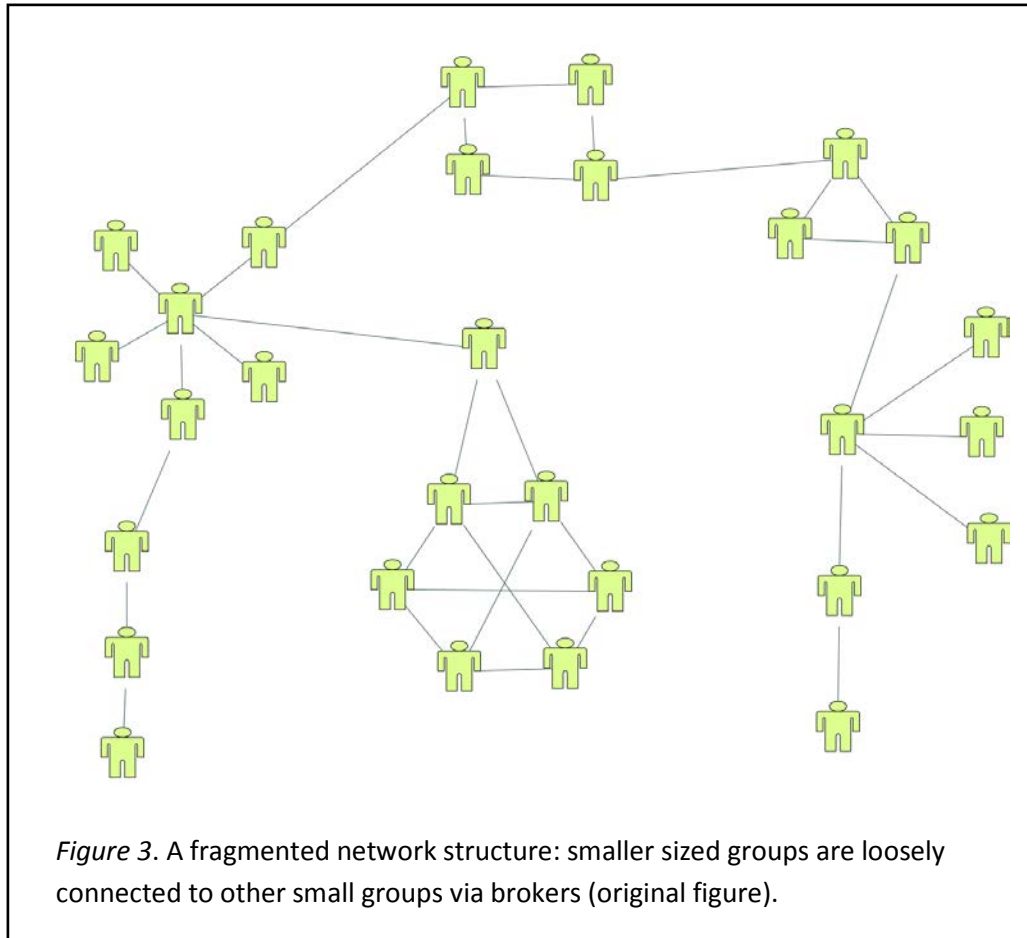 Figure 3. A fragmented network structure: smaller sized groups are loosely
connected to other small groups via brokers (original figure).